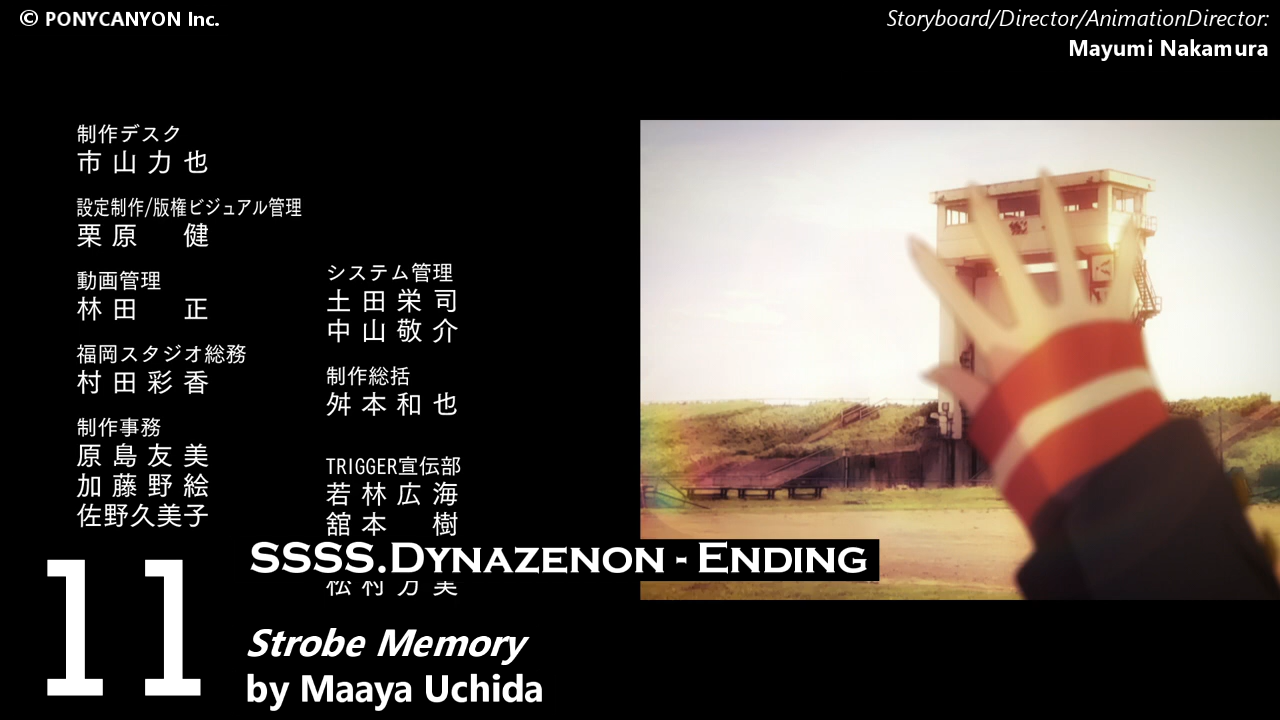 © PONYCANYON Inc.
Storyboard/Director/AnimationDirector:
Mayumi Nakamura
制作デスク
市山力也
設定制作/版権ビジュアル管理
栗原 健
動画管理
林田 正
福岡スタジオ総務
村田彩香
制作事務
原島友美
加藤野絵
佐野久美子
システム管理
土田栄司
中山敬介
制作総括
舛本和也
TRIGGER宣伝部
若林広海
舘本 樹
SSSS.Dynazenon - Ending
11
Strobe Memory
by Maaya Uchida